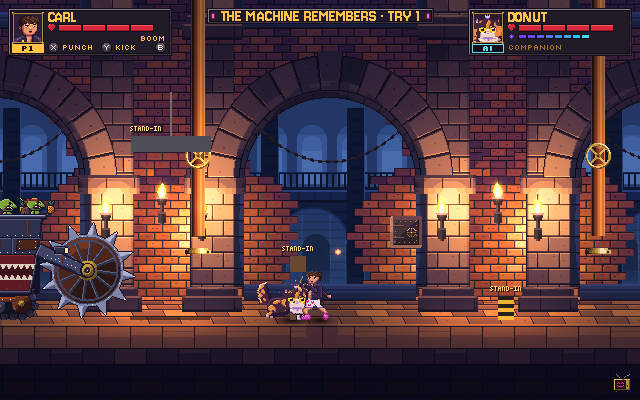 CARL
THE MACHINE REMEMBERS · TRY 1
DONUT
BOOM
P1
X PUNCH Y KICK B
AI
COMPANION
STAND-IN
STAND-IN
STAND-IN